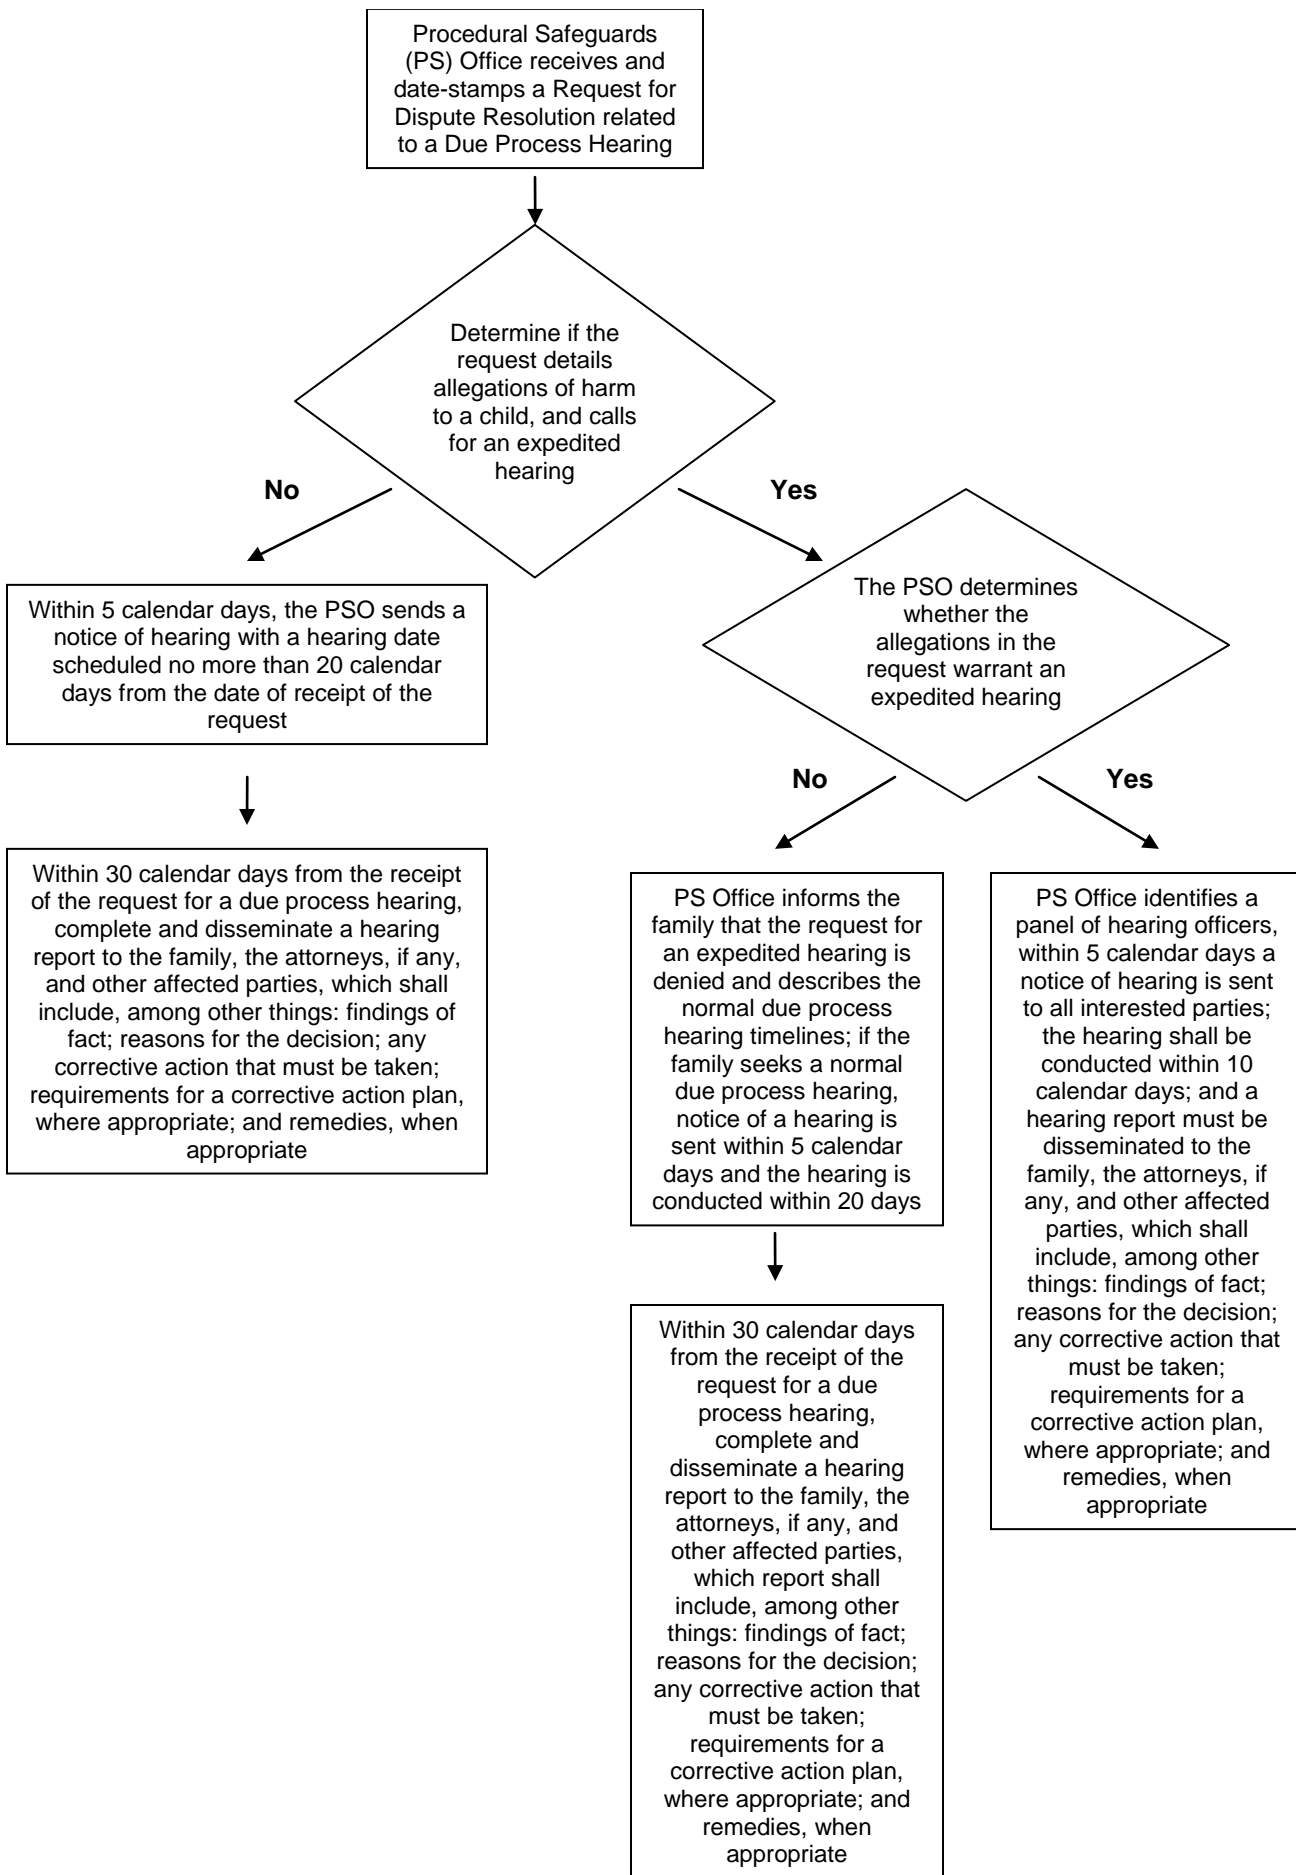 Procedural Safeguards
(PS) Office receives and
date-stamps a Request for
Dispute Resolution related
to a Due Process Hearing
Determine if the
request details
allegations of harm
to a child, and calls
for an expedited
hearing
No
Yes
Within 5 calendar days, the PSO sends a
notice of hearing with a hearing date
scheduled no more than 20 calendar
days from the date of receipt of the
request
Within 30 calendar days from the receipt
of the request for a due process hearing,
complete and disseminate a hearing
report to the family, the attorneys, if any,
and other affected parties, which shall
include, among other things: findings of
fact; reasons for the decision; any
corrective action that must be taken;
requirements for a corrective action plan,
where appropriate; and remedies, when
appropriate
The PSO determines
whether the
allegations in the
request warrant an
expedited hearing
No
Yes
PS Office informs the
family that the request for
an expedited hearing is
denied and describes the
normal due process
hearing timelines; if the
family seeks a normal
due process hearing,
notice of a hearing is
sent within 5 calendar
days and the hearing is
conducted within 20 days
Within 30 calendar days
from the receipt of the
request for a due
process hearing,
complete and
disseminate a hearing
report to the family, the
attorneys, if any, and
other affected parties,
which report shall
include, among other
things: findings of fact;
reasons for the decision;
any corrective action that
must be taken;
requirements for a
corrective action plan,
where appropriate; and
remedies, when
appropriate
PS Office identifies a
panel of hearing officers,
within 5 calendar days a
notice of hearing is sent
to all interested parties;
the hearing shall be
conducted within 10
calendar days; and a
hearing report must be
disseminated to the
family, the attorneys, if
any, and other affected
parties, which shall
include, among other
things: findings of fact;
reasons for the decision;
any corrective action that
must be taken;
requirements for a
corrective action plan,
where appropriate; and
remedies, when
appropriate